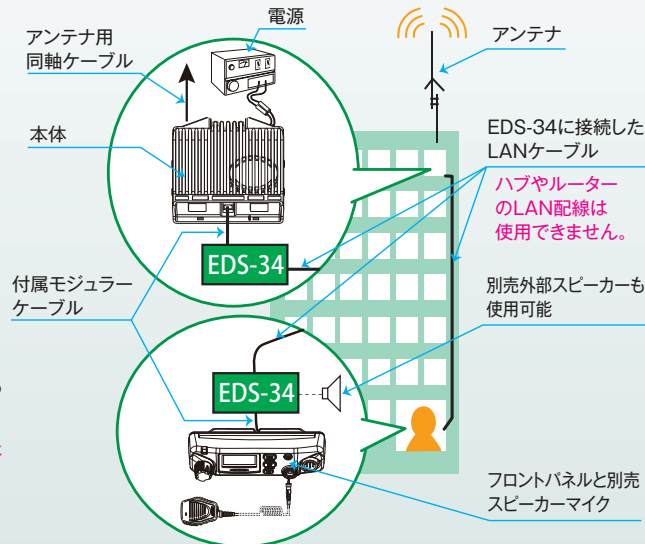 電源
アンテナ用
同軸ケーブル
アンテナ
本体
EDS-34に接続した
LANケーブル
ハブやルーター
のLAN配線は
使用できません。
EDS-34
付属モジュラー
ケーブル
別売外部スピーカーも
使用可能
EDS-34
フロントパネルと別売
スピーカーマイク